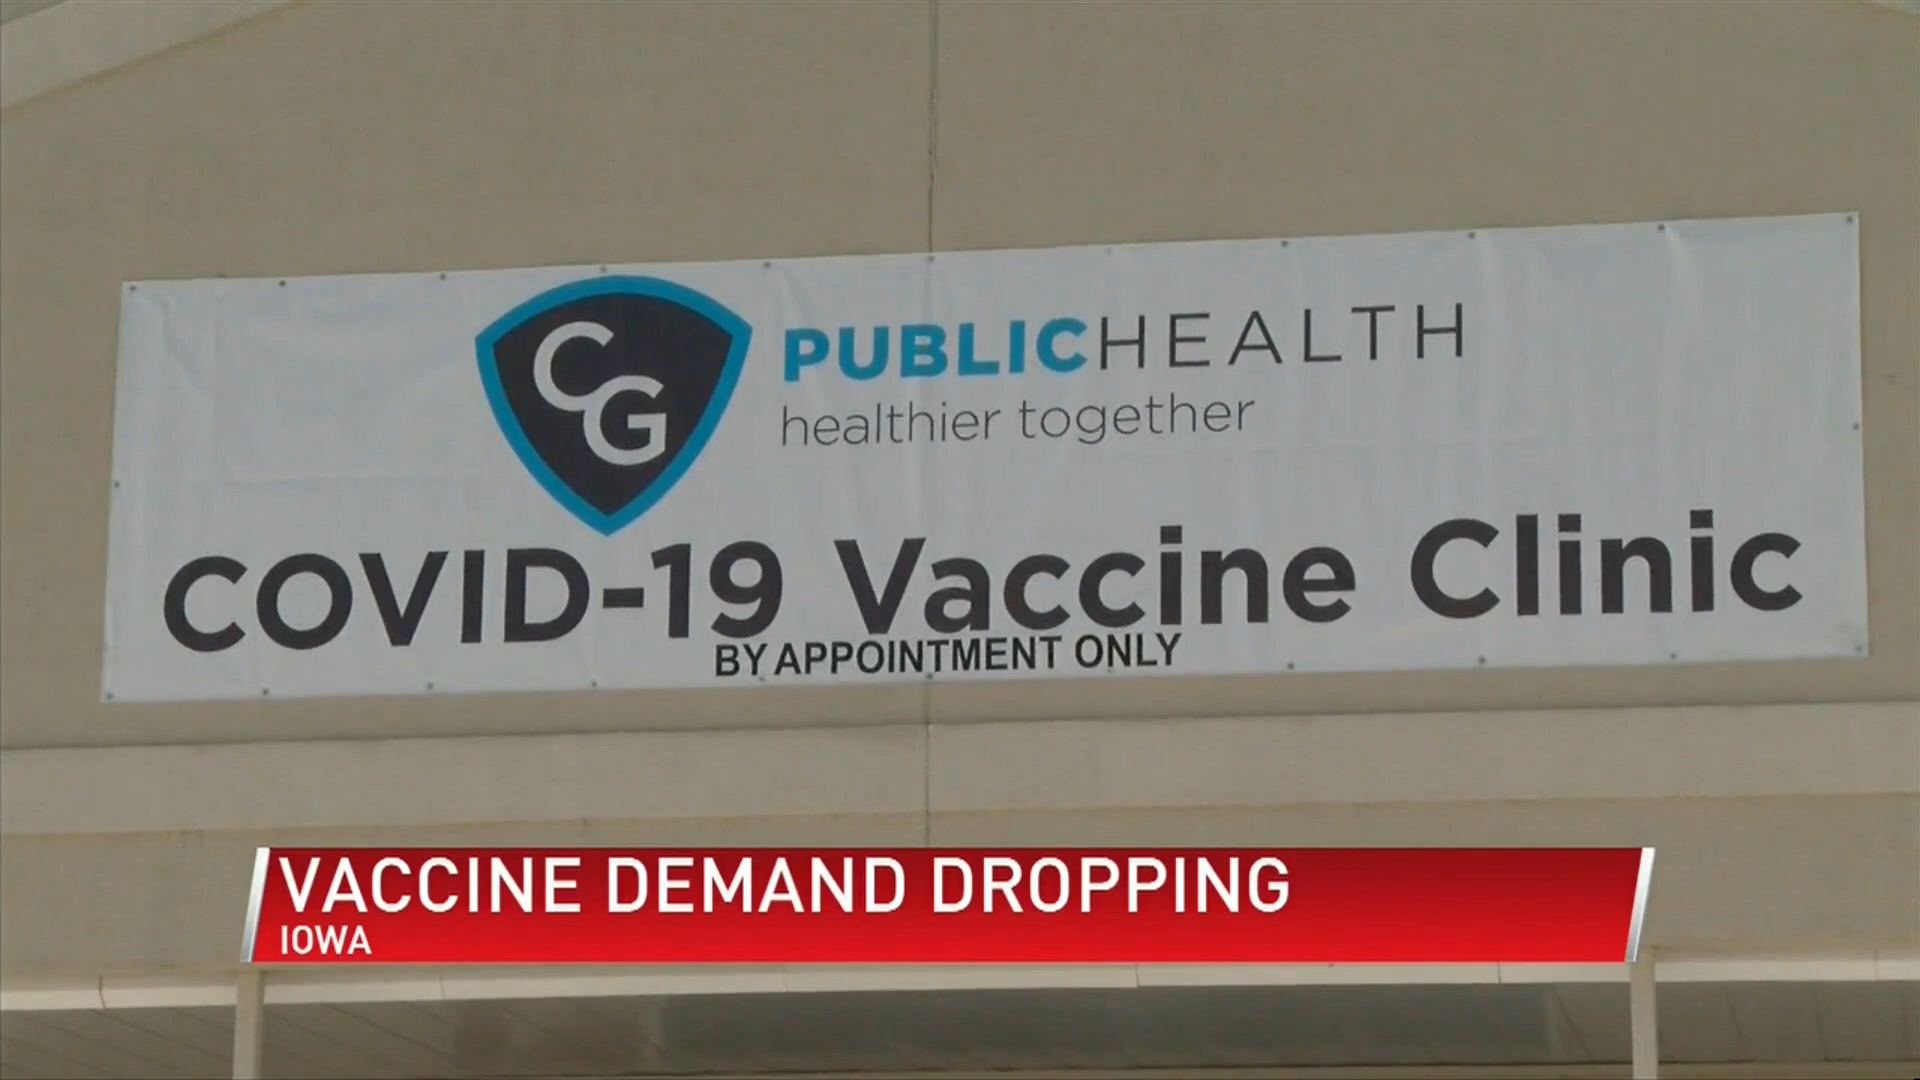 CG
PUBLICHEALTH
healthier together
COVID-19 Vaccine Clinic
BY APPOINTMENT ONLY
VACCINE DEMAND DROPPING
IOWA